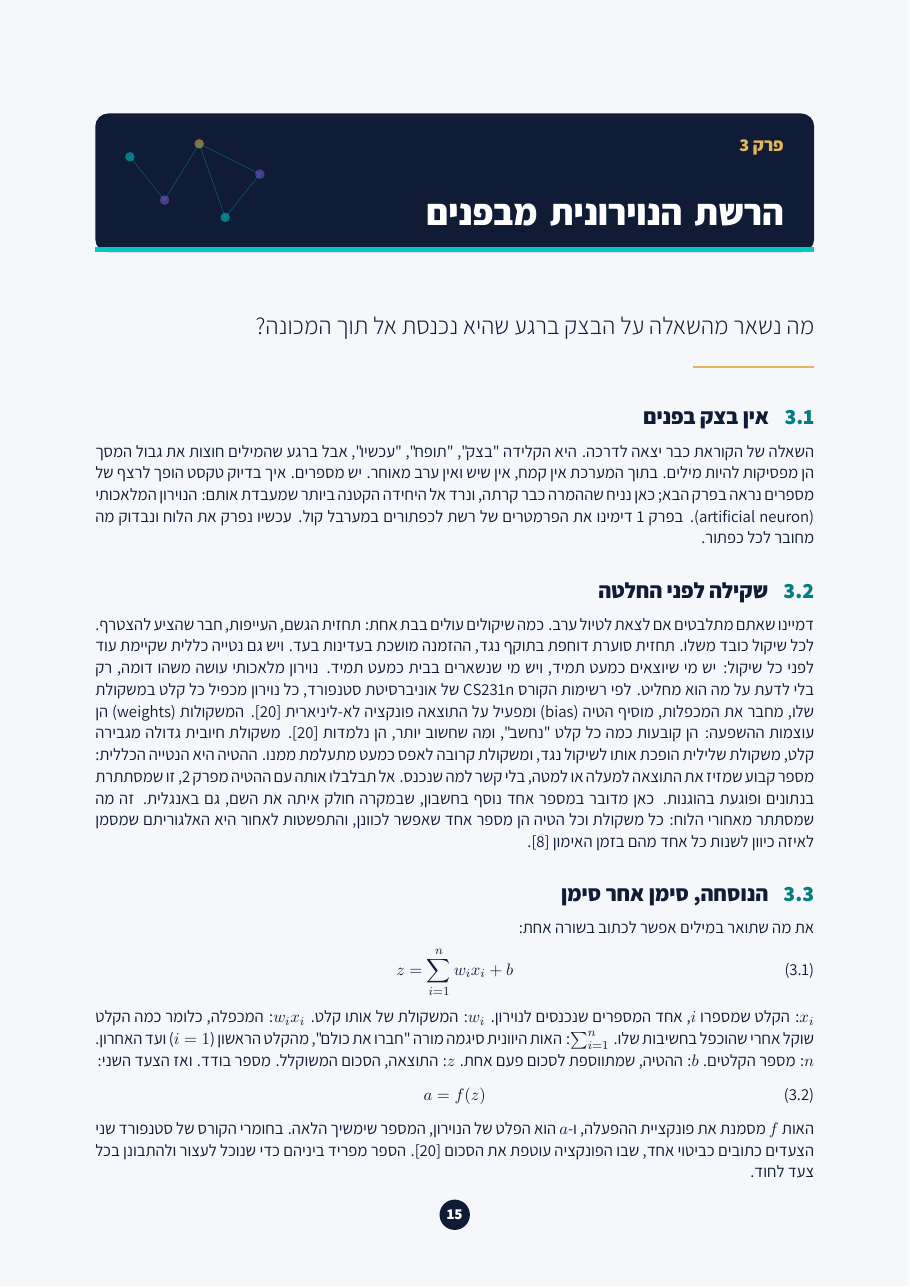 פרק 3
הרשת הנוירונית מבפנים
מה נשאר מהשאלה על הבצק ברגע שהיא נכנסת אל תוך המכונה?
3.1 אין בצק בפנים
השאלה של הקוראת כבר יצאה לדרכה. היא הקלידה "בצק", "תופח", "עכשיו", אבל ברגע שהמילים חוצות את גבול המסך
הן מפסיקות להיות מילים. בתוך המערכת אין קמח, אין שיש ואין ערב מאוחר. יש מספרים. איך בדיוק טקסט הופך לרצף של
מספרים נראה בפרק הבא; כאן נניח שההמרה כבר קרתה, ונרד אל היחידה הקטנה ביותר שמעבדת אותם: הנוירון המלאכותי
(artificial neuron). בפרק 1 דימינו את הפרמטרים של רשת לכפתורים במערבל קול. עכשיו נפרק את הלוח ונבדוק מה
מחובר לכל כפתור.
3.2 שקילה לפני החלטה
דמיינו שאתם מתלבטים אם לצאת לטיול ערב. כמה שיקולים עולים בבת אחת: תחזית הגשם, העייפות, חבר שהציע להצטרף.
לכל שיקול כובד משלו. תחזית סוערת דוחפת בתוקף נגד, ההזמנה מושכת בעדינות בעד. ויש גם נטייה כללית שקיימת עוד
לפני כל שיקול: יש מי שיוצאים כמעט תמיד, ויש מי שנשארים בבית כמעט תמיד. נוירון מלאכותי עושה משהו דומה, רק
בלי לדעת על מה הוא מחליט. לפי רשימות הקורס CS231n של אוניברסיטת סטנפורד, כל נוירון מכפיל כל קלט במשקולת
שלו, מחבר את המכפלות, מוסיף הטיה (bias) ומפעיל על התוצאה פונקציה לא-ליניארית [20]. המשקולות (weights) הן
עוצמות ההשפעה: הן קובעות כמה כל קלט "נחשב", ומה שחשוב יותר, הן נלמדות [20]. משקולת חיובית גדולה מגבירה
קלט, משקולת שלילית הופכת אותו לשיקול נגד, ומשקולת קרובה לאפס כמעט מתעלמת ממנו. ההטיה היא הנטייה הכללית:
מספר קבוע שמזיז את התוצאה למעלה או למטה, בלי קשר למה שנכנס. אל תבלבלו אותה עם ההטיה מפרק 2, זו שמסתתרת
בנתונים ופוגעת בהוגנות. כאן מדובר במספר אחד נוסף בחשבון, שבמקרה חולק איתה את השם, גם באנגלית. זה מה
שמסתתר מאחורי הלוח: כל משקולת וכל הטיה הן מספר אחד שאפשר לכוונן, והתפשטות לאחור היא האלגוריתם שמסמן
לאיזה כיוון לשנות כל אחד מהם בזמן האימון [8].
3.3 הנוסחה, סימן אחר סימן
את מה שתואר במילים אפשר לכתוב בשורה אחת:
(3.1) $z = \sum_{i=1}^{n} w_i x_i + b$
$x_i$: הקלט שמספרו $i$, אחד המספרים שנכנסים לנוירון. $w_i$: המשקולת של אותו קלט. $w_i x_i$: המכפלה, כלומר כמה הקלט
שוקל אחרי שהוכפל בחשיבות שלו. $\sum_{i=1}^{n}$: האות היוונית סיגמה מורה "חברו את כולם", מהקלט הראשון ($i = 1$) ועד האחרון.
$n$: מספר הקלטים. $b$: ההטיה, שמתווספת לסכום פעם אחת. $z$: התוצאה, הסכום המשוקלל. מספר בודד. ואז הצעד השני:
(3.2) $a = f(z)$
האות $f$ מסמנת את פונקציית ההפעלה, ו-$a$ הוא הפלט של הנוירון, המספר שימשיך הלאה. בחומרי הקורס של סטנפורד שני
הצעדים כתובים כביטוי אחד, שבו הפונקציה עוטפת את הסכום [20]. הספר מפריד ביניהם כדי שנוכל לעצור ולהתבונן בכל
צעד לחוד.
15